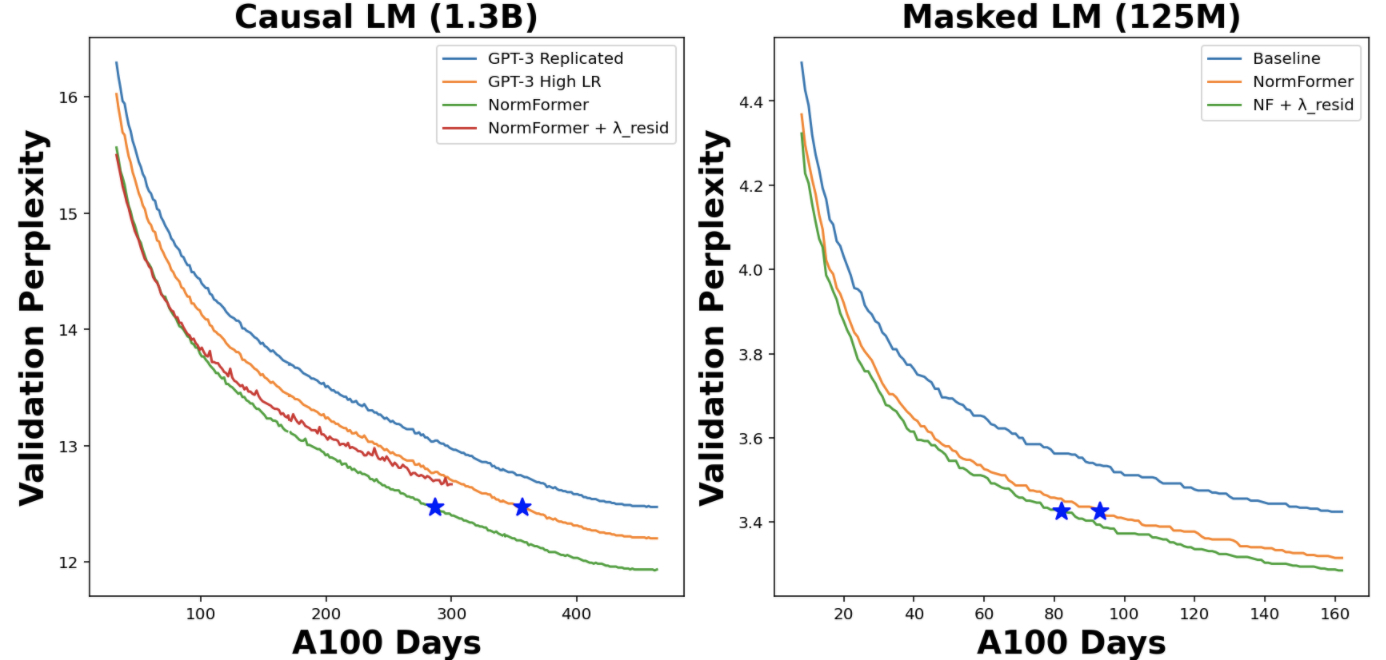 Causal LM (1.3B)
Validation Perplexity
16
15
14
13
12
GPT-3 Replicated
GPT-3 High LR
NormFormer
NormFormer + λ_resid
100
200
300
400
A100 Days
Masked LM (125M)
Validation Perplexity
4.4
4.2
4.0
3.8
3.6
3.4
Baseline
NormFormer
NF + λ_resid
20
40
60
80
100
120
140
160
A100 Days